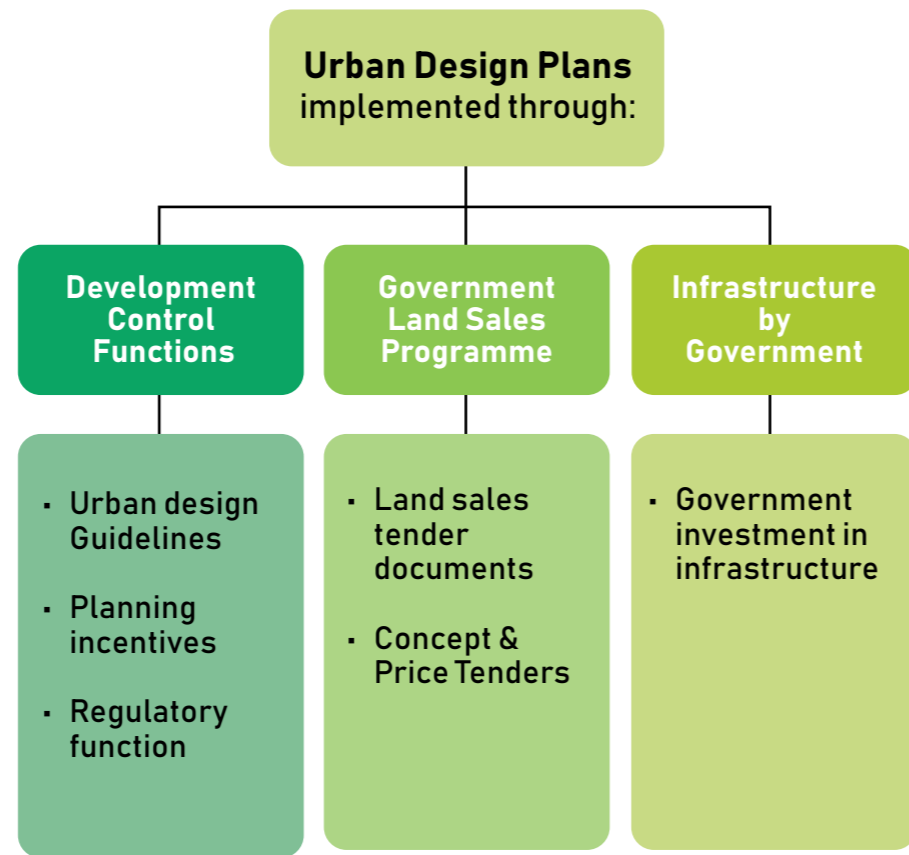 Urban Design Plans
implemented through:
Development
Control
Functions
Government
Land Sales
Programme
Infrastructure
by
Government
· Urban design
Guidelines
· Planning
incentives
· Regulatory
function
· Land sales
tender
documents
· Concept &
Price Tenders
· Government
investment in
infrastructure